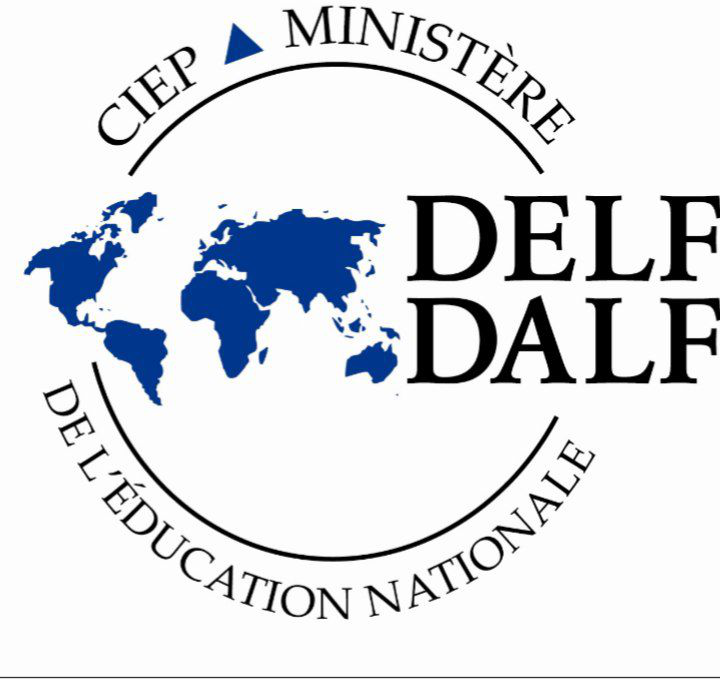 CIEP ▲ MINISTÈRE
DELF
DALF
DE L'ÉDUCATION NATIONALE